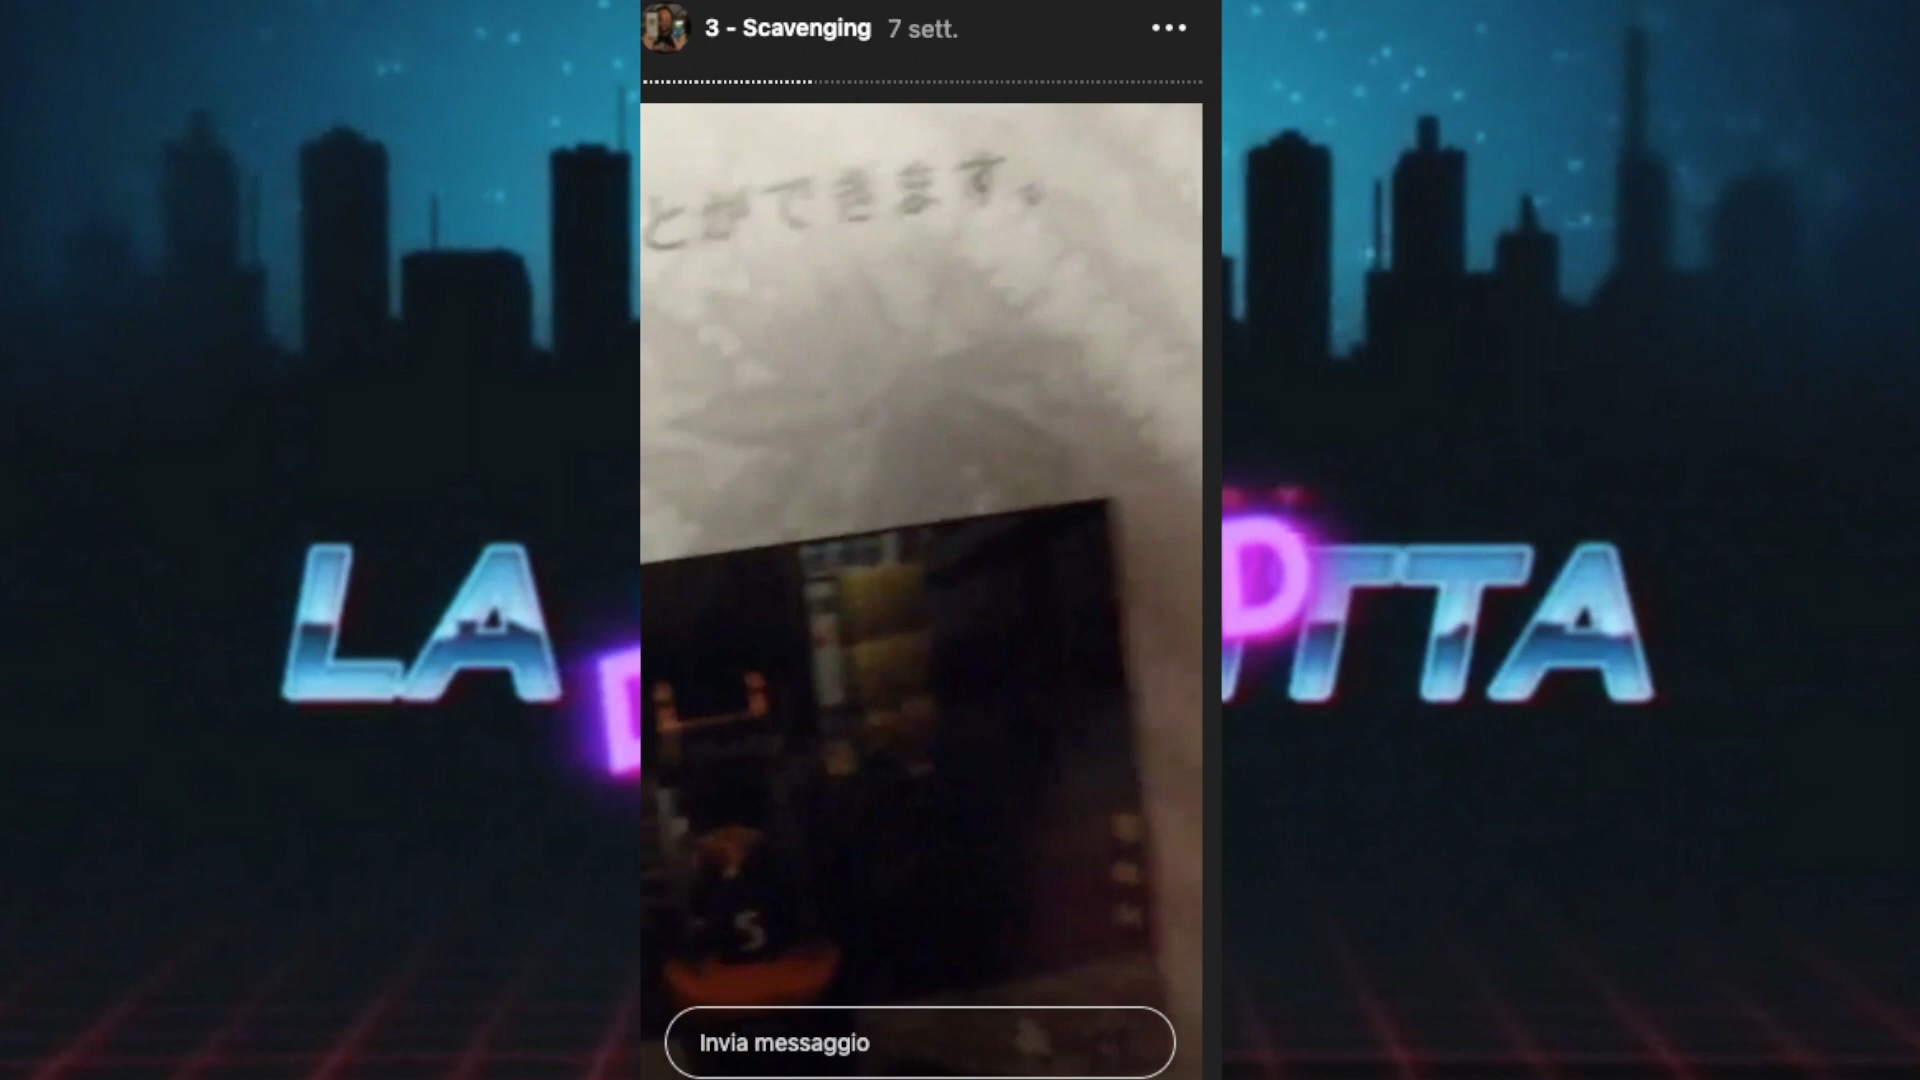 3 - Scavenging 7 sett.
とができます。
LA
D
D
TTA
S
Invia messaggio